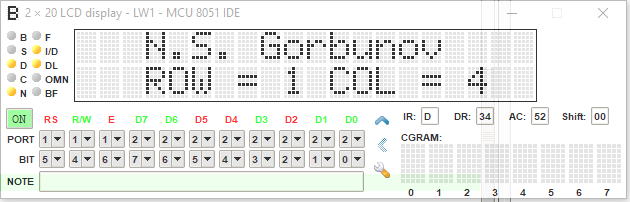 B 2 × 20 LCD display - LW1 - MCU 8051 IDE
N.S. Gorbunov
ROW = 1 COL = 4
B F
S I/D
D DL
C OMN
N BF
ON RS R/W E D7 D6 D5 D4 D3 D2 D1 D0
PORT 1 1 1 2 2 2 2 2 2 2 2
BIT 5 4 6 7 6 5 4 3 2 1 0
NOTE
IR: D DR: 34 AC: 52 Shift: 00
CGRAM:
0 1 2 3 4 5 6 7